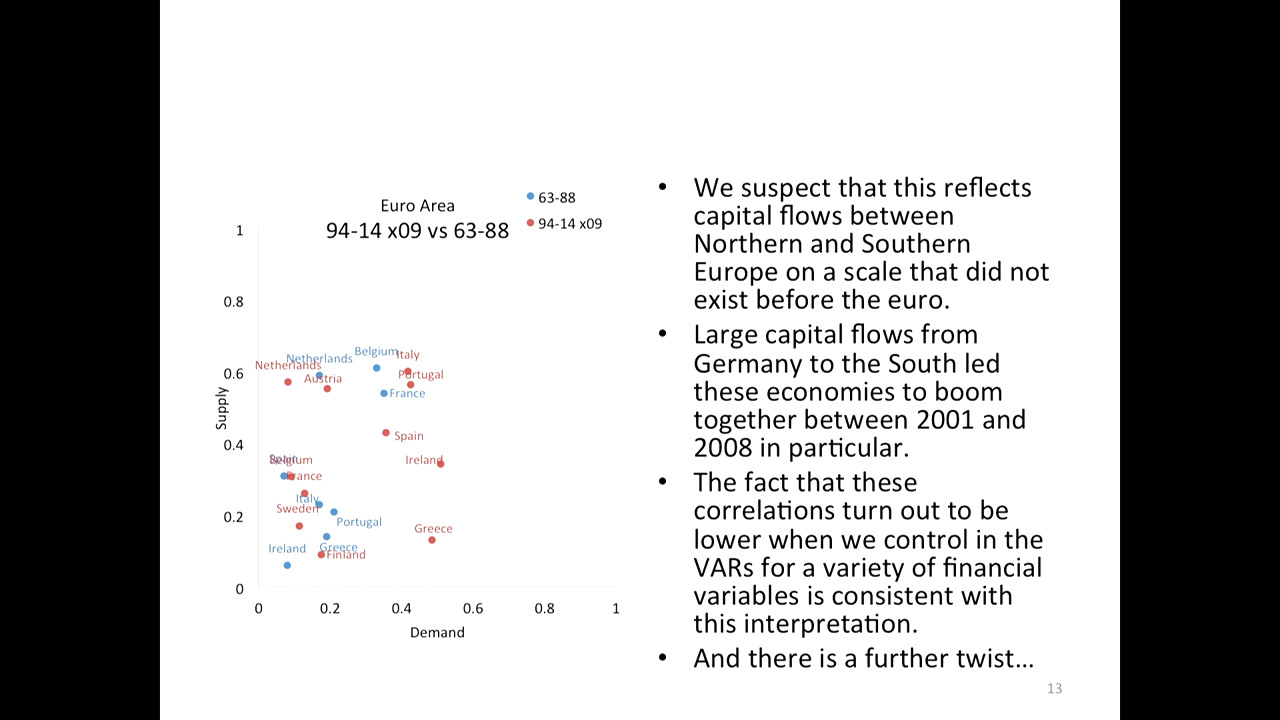 Euro Area
94-14 x09 vs 63-88
63-88
94-14 x09
1
0.8
0.6
0.4
0.2
0
Supply
Netherlands
Netherlands
Belgium
Italy
Austria
Portugal
France
Spain
Spain
Belgium
Ireland
France
Italy
Sweden
Portugal
Greece
Ireland
Greece
Finland
0
0.2
0.4
0.6
0.8
1
Demand
• We suspect that this reflects
capital flows between
Northern and Southern
Europe on a scale that did not
exist before the euro.
• Large capital flows from
Germany to the South led
these economies to boom
together between 2001 and
2008 in particular.
• The fact that these
correlations turn out to be
lower when we control in the
VARs for a variety of financial
variables is consistent with
this interpretation.
• And there is a further twist…
13